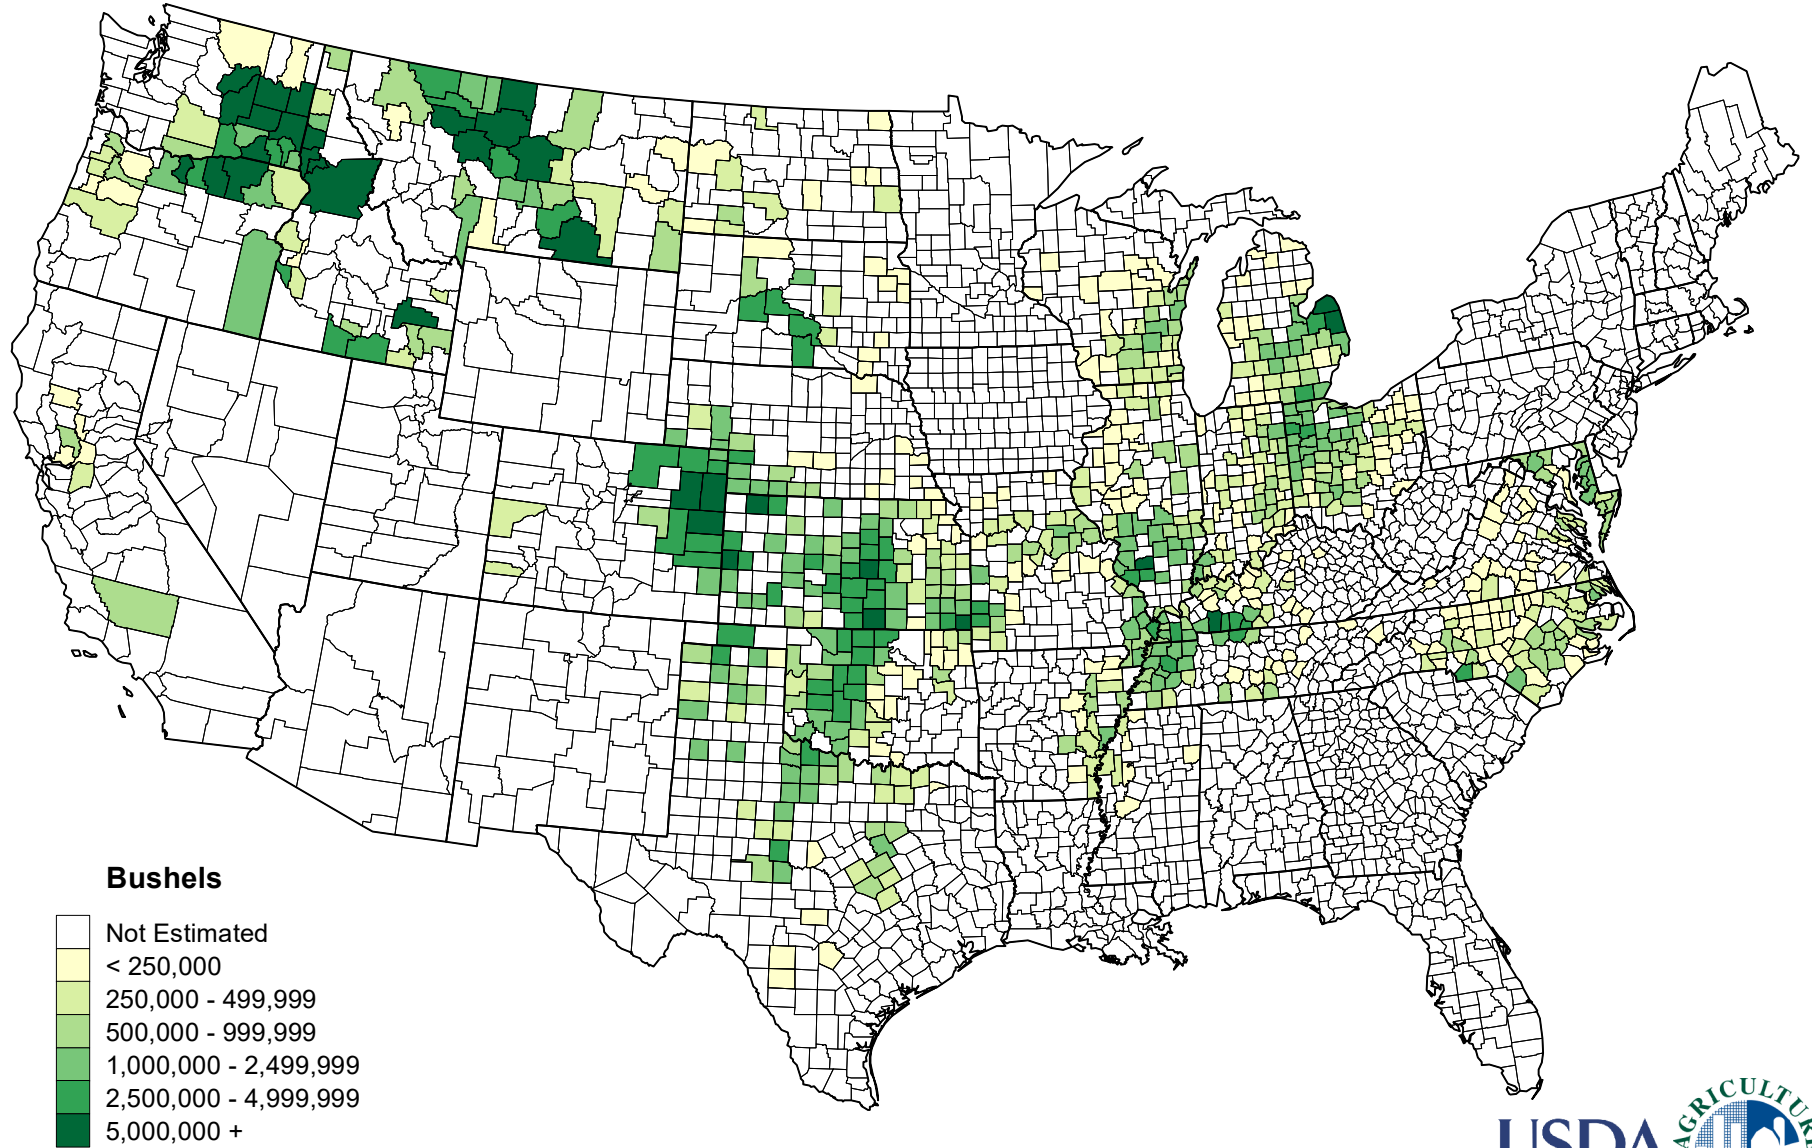 Bushels
Not Estimated
< 250,000
250,000 - 499,999
500,000 - 999,999
1,000,000 - 2,499,999
2,500,000 - 4,999,999
5,000,000 +
USDA
AGRICULTUR